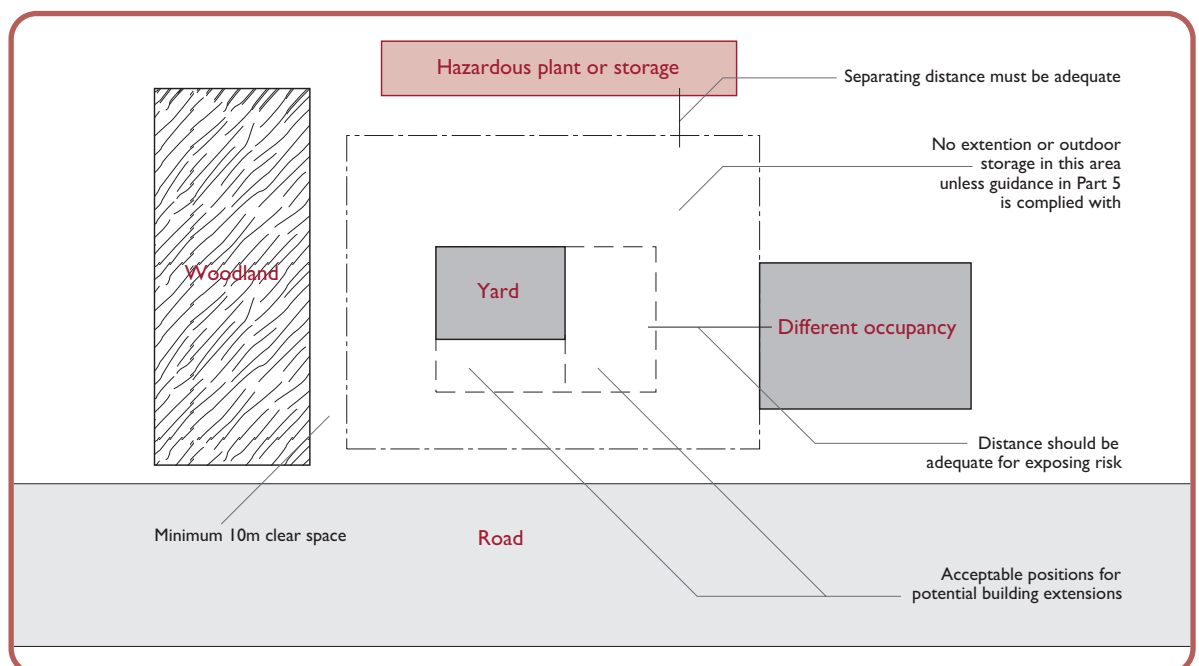 Hazardous plant or storage
Separating distance must be adequate
No extention or outdoor
storage in this area
unless guidance in Part 5
is complied with
Woodland
Yard
Different occupancy
Distance should be
adequate for exposing risk
Minimum 10m clear space
Road
Acceptable positions for
potential building extensions